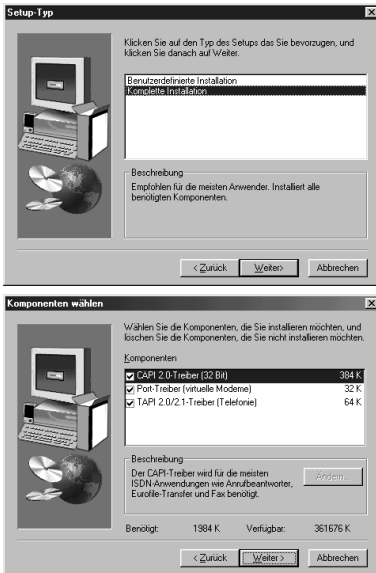 Setup-Typ
Klicken Sie auf den Typ des Setups das Sie bevorzugen, und
klicken Sie danach auf Weiter.
Benutzerdefinierte Installation
Komplette Installation
Beschreibung
Empfohlen für die meisten Anwender. Installiert alle
benötigten Komponenten.
< Zurück
Weiter>
Abbrechen
Komponenten wählen
Wählen Sie die Komponenten, die Sie installieren möchten, und
löschen Sie die Komponenten, die Sie nicht installieren möchten.
Komponenten
CAPI 2.0-Treiber (32 Bit) 384 K
Port-Treiber (virtuelle Modeme) 32 K
TAPI 2.0/2.1-Treiber (Telefonie) 64 K
Beschreibung
Der CAPI-Treiber wird für die meisten
ISDN-Anwendungen wie Anrufbeantworter,
Eurofile-Transfer und Fax benötigt.
Ändern...
Benötigt: 1984 K Verfügbar: 361676 K
< Zurück
Weiter>
Abbrechen